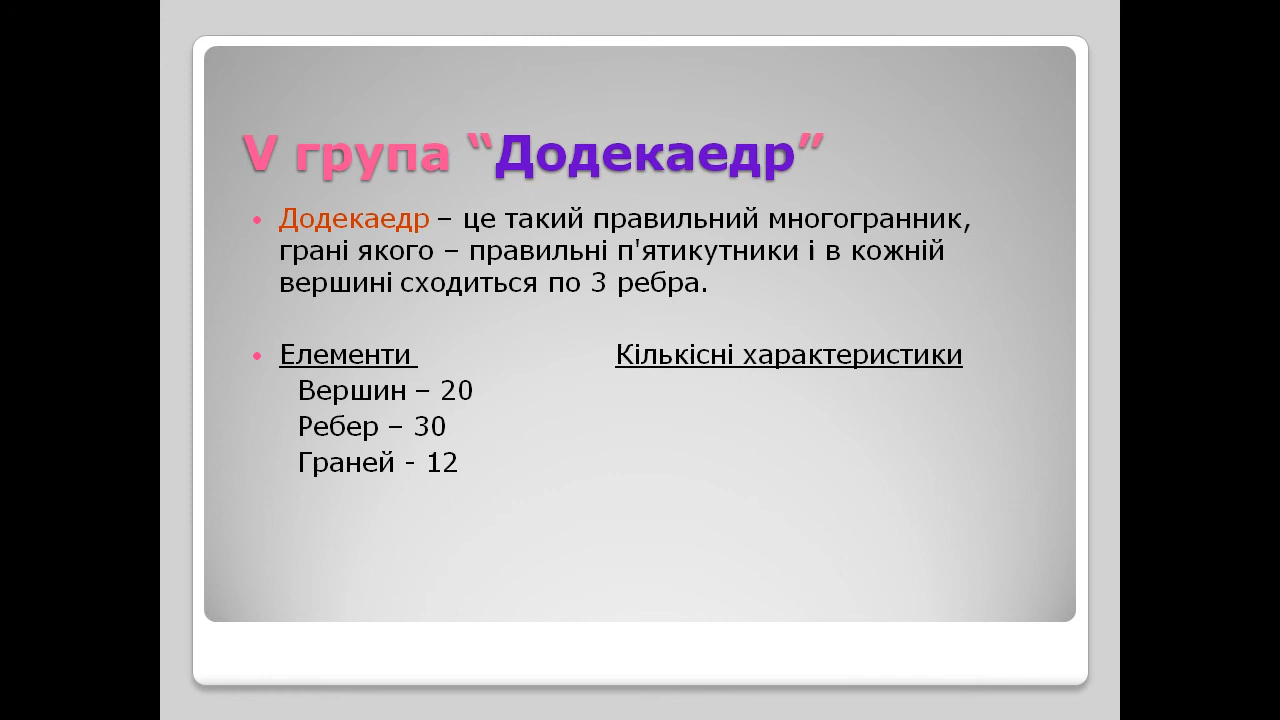 V група “Додекаедр”
• Додекаедр – це такий правильний многогранник,
грані якого – правильні п'ятикутники і в кожній
вершині сходиться по 3 ребра.
• Елементи Кількісні характеристики
Вершин – 20
Ребер – 30
Граней - 12